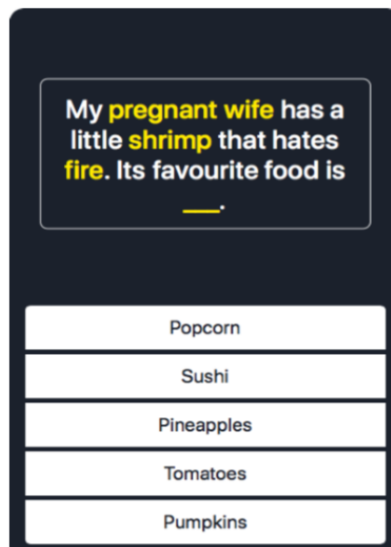 My pregnant wife has a
little shrimp that hates
fire. Its favourite food is
___.
Popcorn
Sushi
Pineapples
Tomatoes
Pumpkins